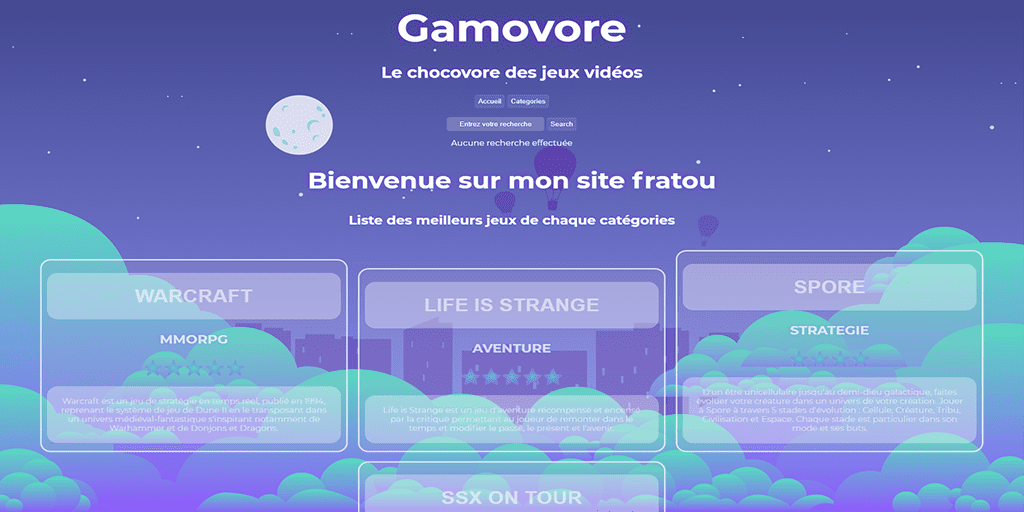 Gamovore
Le chocovore des jeux vidéos
Accueil Categories
Entrez votre recherche Search
Aucune recherche effectuée
Bienvenue sur mon site fratou
Liste des meilleurs jeux de chaque catégories
WARCRAFT
MMORPG
Warcraft est un jeu de stratégie en temps réel, publié en 1994,
reprenant le système de jeu de Dune II en le transposant dans
un univers médiéval-fantastique s'inspirant notamment de
Warhammer et de Donjons et Dragons.
LIFE IS STRANGE
AVENTURE
Life is Strange est un jeu d'aventure récompensé et encensé
par la critique permettant au joueur de remonter dans le
temps et modifier le passé, le présent et l'avenir.
SPORE
STRATEGIE
D'un être unicellulaire jusqu'au demi-dieu galactique, faites
évoluer votre créature dans un univers de votre création. Jouer
à Spore à travers 5 stades d'évolution : Cellule, Créature, Tribu,
Civilisation et Espace. Chaque stade est particulier dans son
mode et ses buts.
SSX ON TOUR